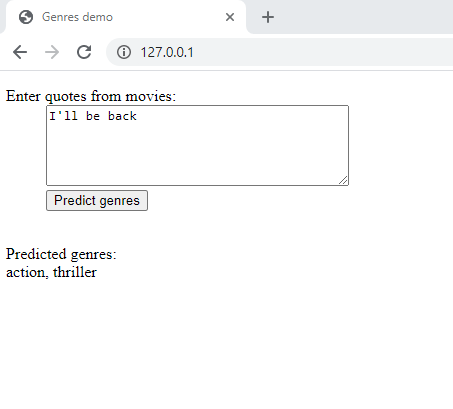 Genres demo
127.0.0.1
Enter quotes from movies:
I'll be back
Predict genres
Predicted genres:
action, thriller